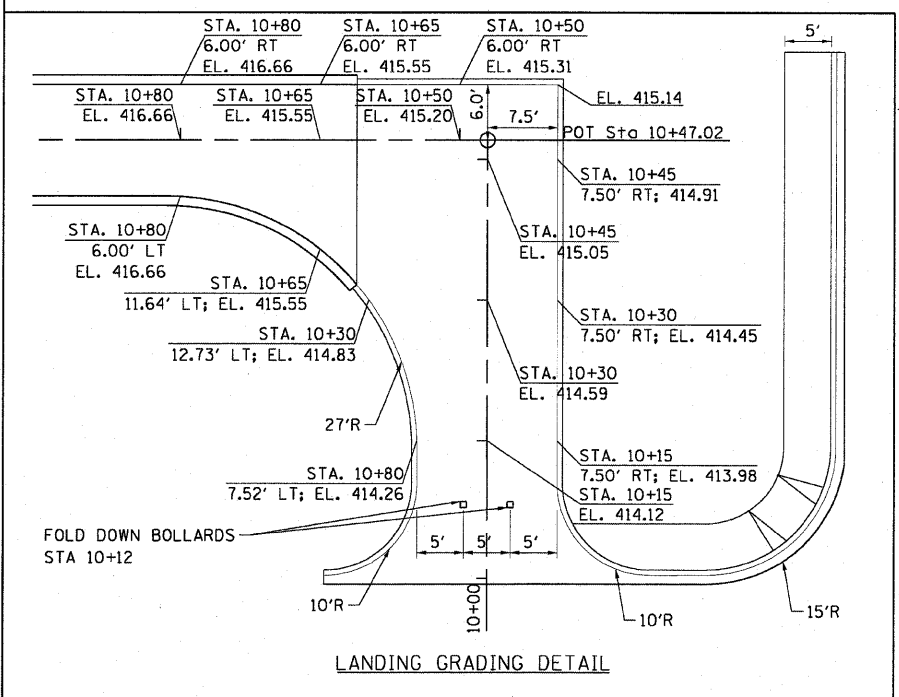 STA. 10+80
6.00' RT
EL. 416.66
STA. 10+65
6.00' RT
EL. 415.55
STA. 10+50
6.00' RT
EL. 415.31
5'
STA. 10+80
EL. 416.66
STA. 10+65
EL. 415.55
STA. 10+50
EL. 415.20
6.0'
7.5'
EL. 415.14
POT Sta 10+47.02
STA. 10+45
7.50' RT; 414.91
STA. 10+80
6.00' LT
EL. 416.66
STA. 10+45
EL. 415.05
STA. 10+65
11.64' LT; EL. 415.55
STA. 10+30
12.73' LT; EL. 414.83
STA. 10+30
7.50' RT; EL. 414.45
STA. 10+30
EL. 414.59
27'R
STA. 10+80
7.52' LT; EL. 414.26
STA. 10+15
7.50' RT; EL. 413.98
STA. 10+15
EL. 414.12
FOLD DOWN BOLLARDS
STA 10+12
5'
5'
5'
10'R
10+00
10'R
15'R
LANDING GRADING DETAIL